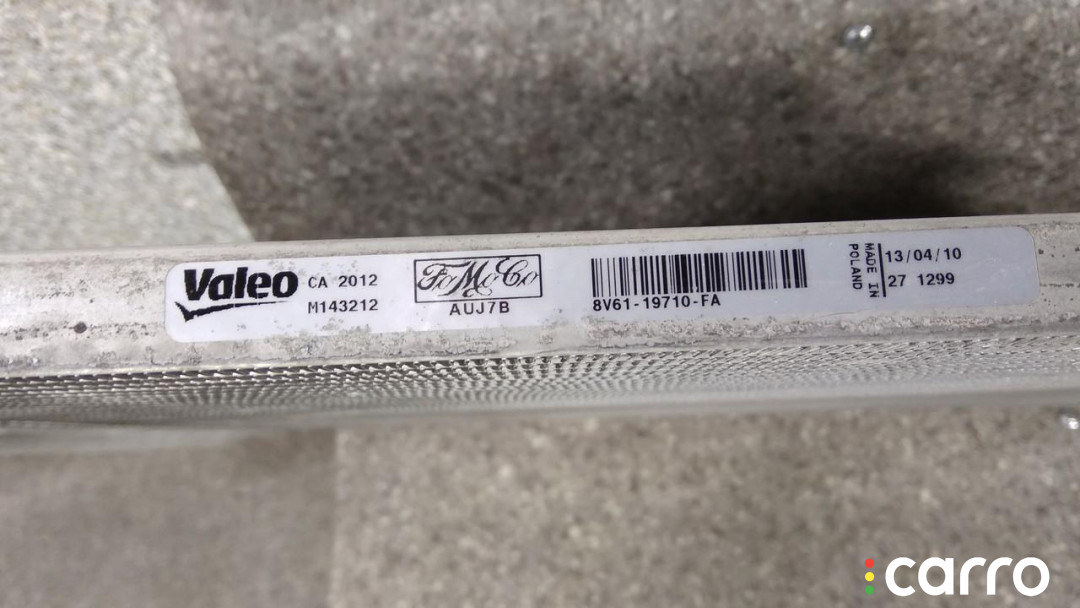 Valeo CA 2012
M143212
FoMoCo
AUJ7B
8V61-19710-FA
MADE IN
POLAND
13/04/10
27 1299
carro